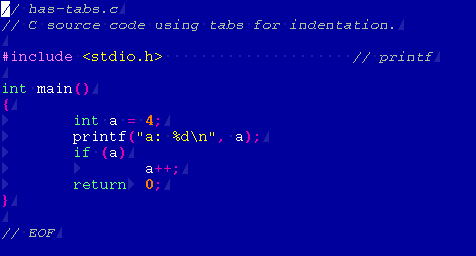 // has-tabs.c
// C source code using tabs for indentation.

#include <stdio.h>                   // printf

int main()
{
	int a = 4;
	printf("a: %d\n", a);
	if (a)
		a++;
	return	0;
}

// EOF